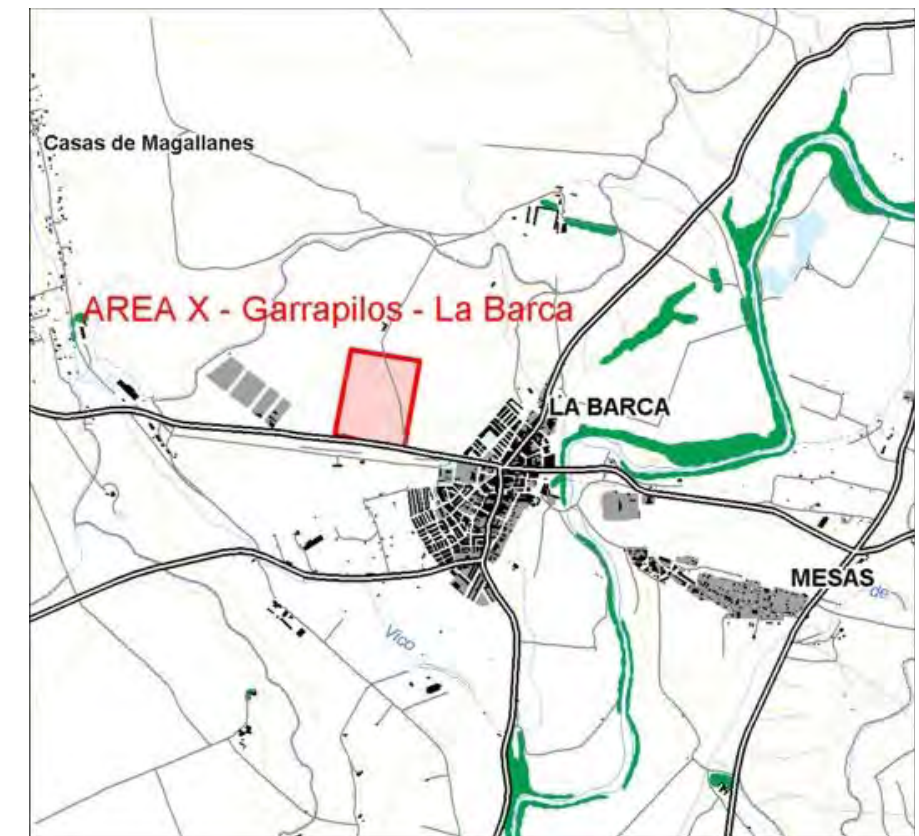 Casas de Magallanes
AREA X - Garrapilos - La Barca
LA BARCA
MESAS
de
Vico